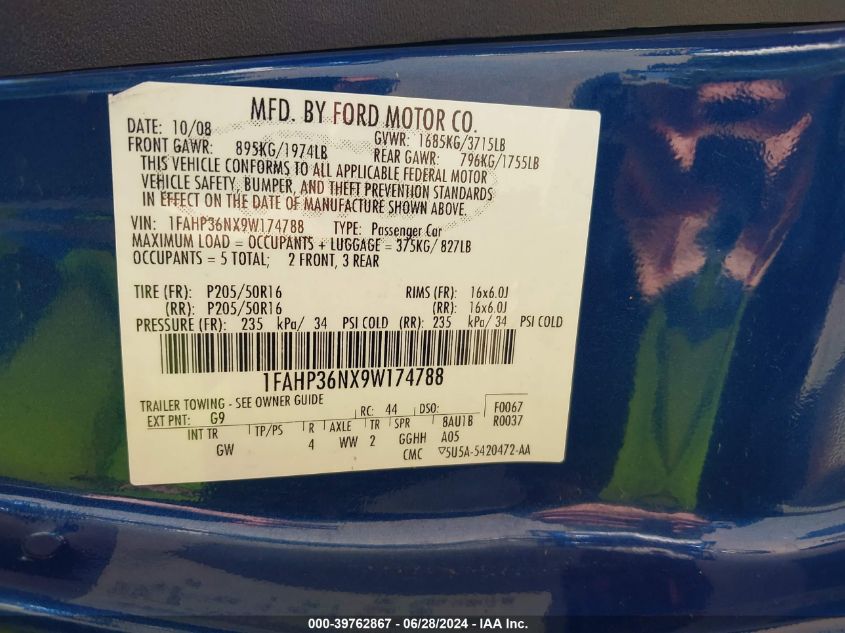 MFD. BY FORD MOTOR CO.
DATE: 10/08 GVWR: 1685KG/3715LB
FRONT GAWR: 895KG/1974LB REAR GAWR: 796KG/1755LB
THIS VEHICLE CONFORMS TO ALL APPLICABLE FEDERAL MOTOR
VEHICLE SAFETY, BUMPER, AND THEFT PREVENTION STANDARDS
IN EFFECT ON THE DATE OF MANUFACTURE SHOWN ABOVE.
VIN: 1FAHP36NX9W174788 TYPE: Passenger Car
MAXIMUM LOAD = OCCUPANTS + LUGGAGE = 375KG/ 827LB
OCCUPANTS = 5 TOTAL; 2 FRONT, 3 REAR
TIRE (FR): P205/50R16 RIMS (FR): 16x6.0J
(RR): P205/50R16 (RR): 16x6.0J
PRESSURE (FR): 235 kPa/ 34 PSI COLD (RR): 235 kPa/ 34 PSI COLD
1FAHP36NX9W174788
TRAILER TOWING - SEE OWNER GUIDE
EXT PNT: G9 RC: 44 DSO: F0067
INT TR TP/PS R AXLE TR SPR 8AU1B R0037
GW 4 WW 2 GGHH A05
CMC 5U5A-5420472-AA
000-39762867 - 06/28/2024 - IAA Inc.